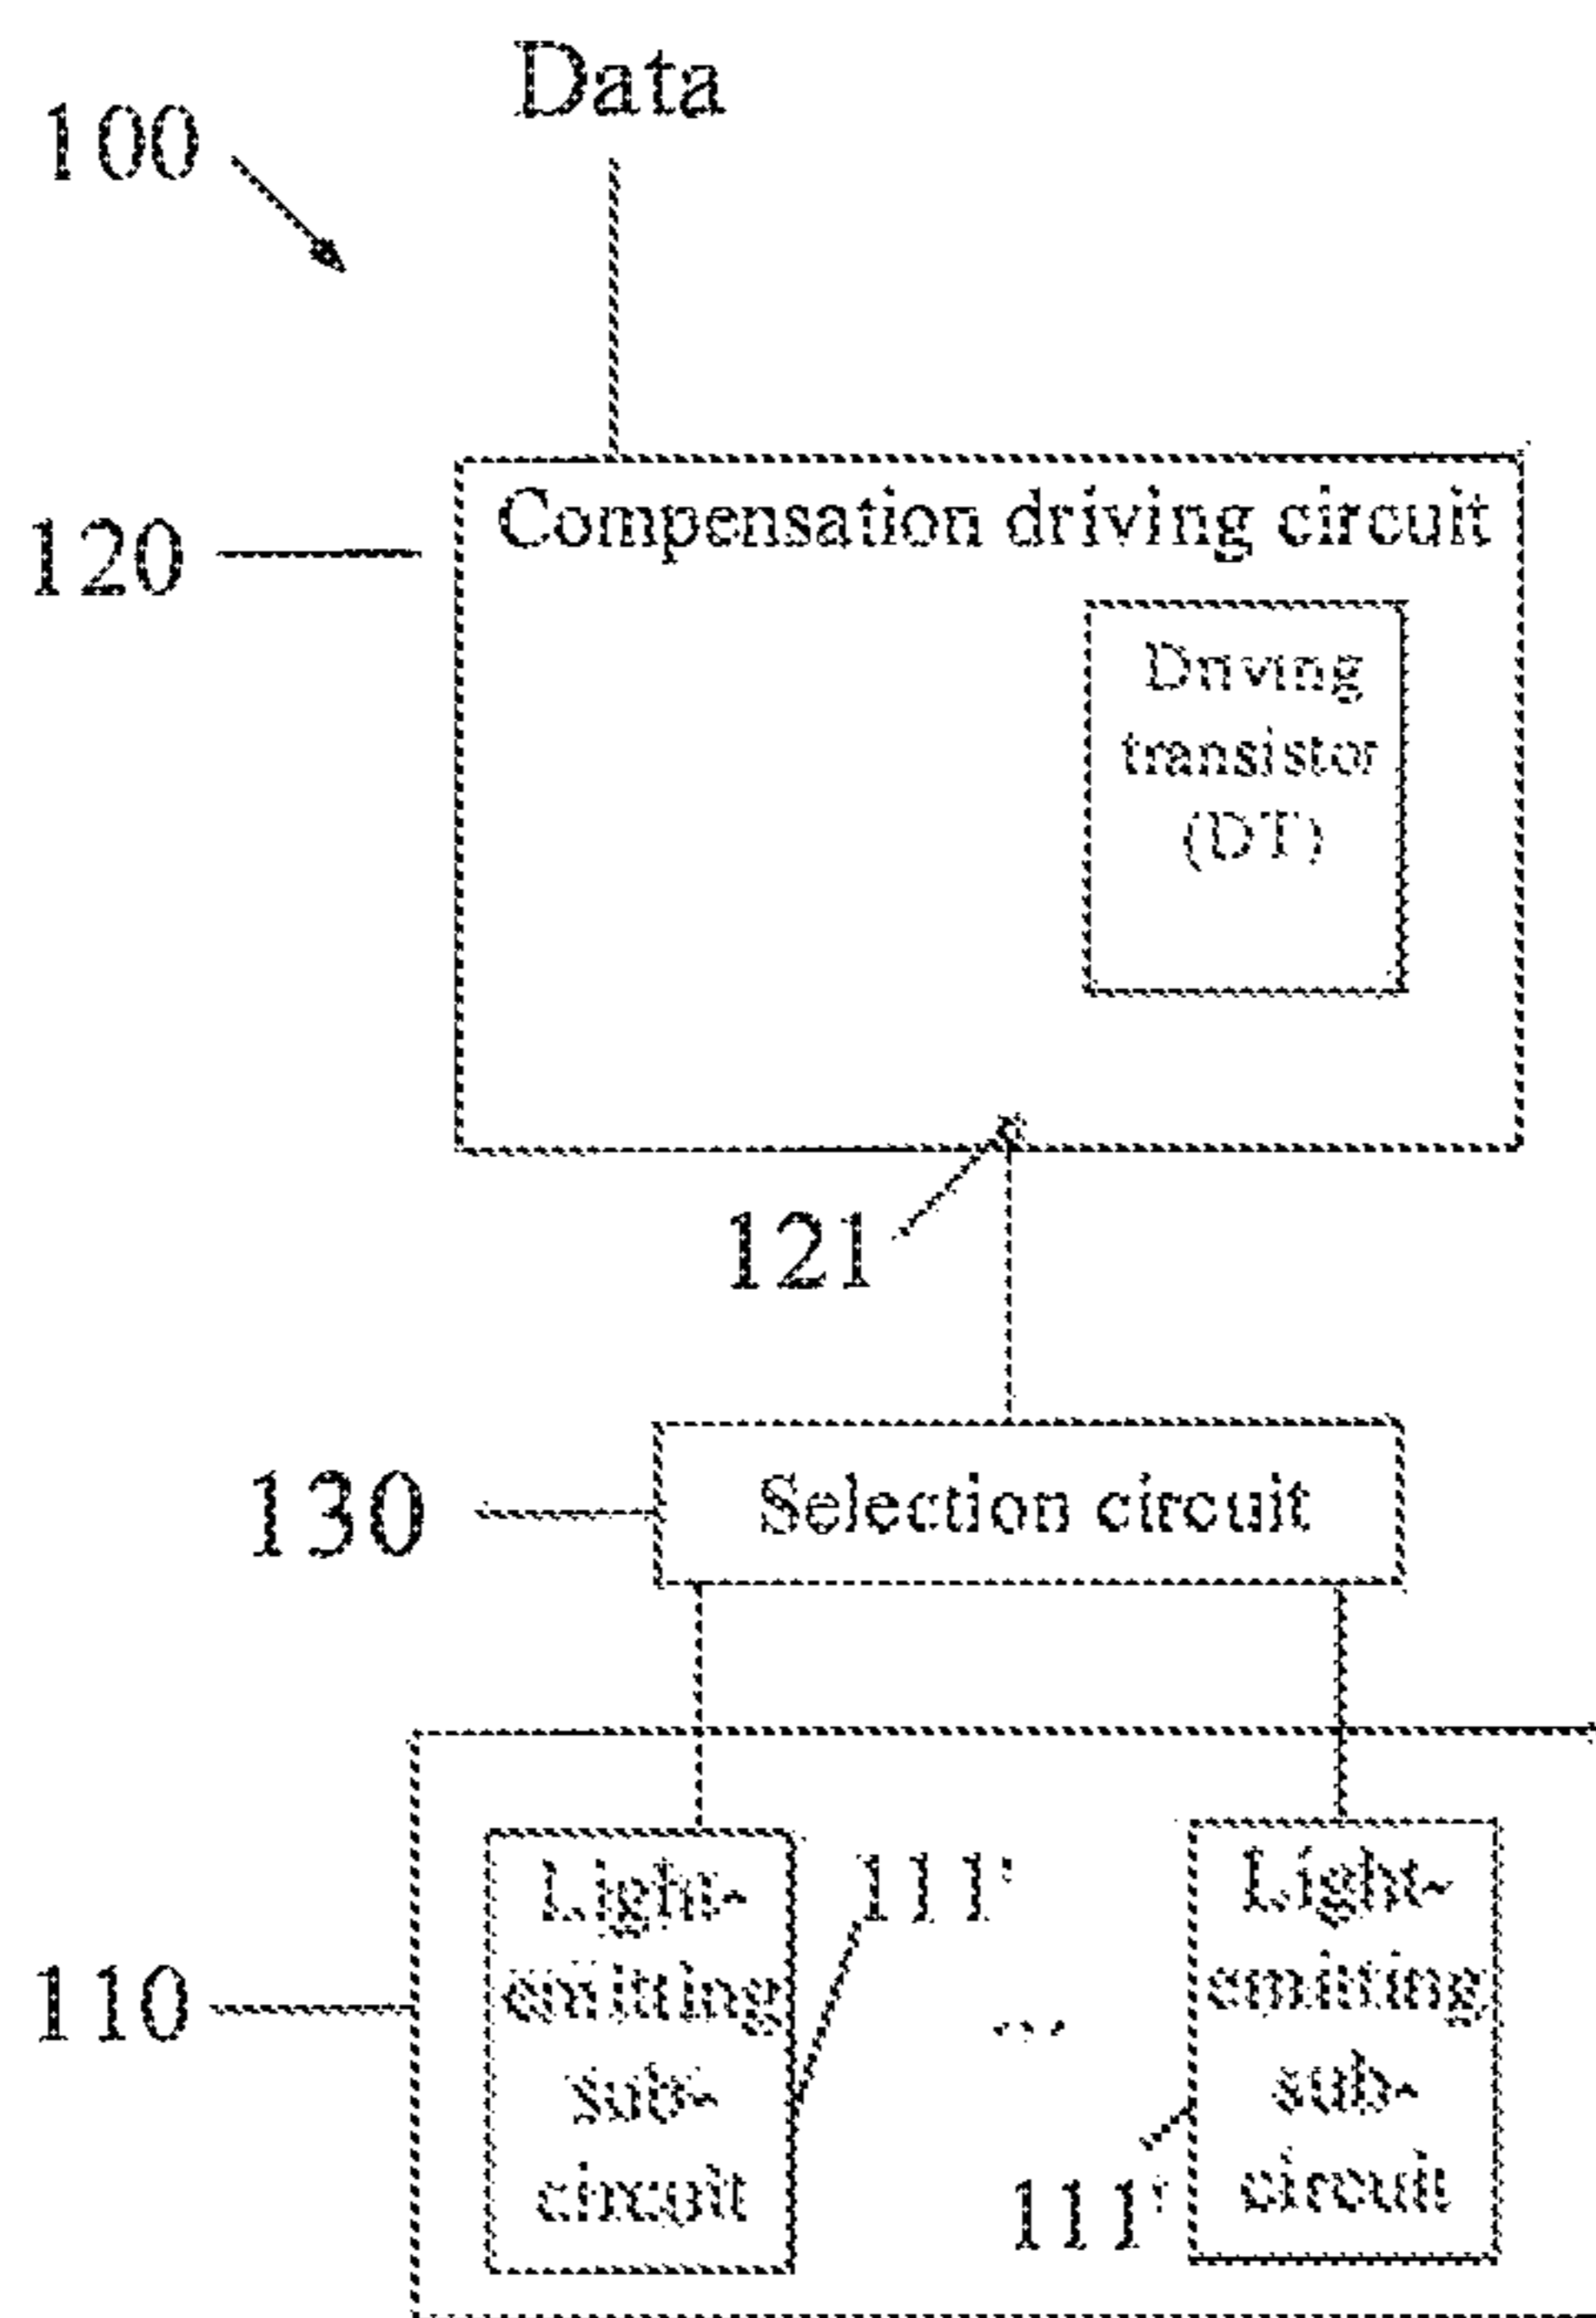 Data
100
120
Compensation driving circuit
Driving
transistor
(DT)
121
130
Selection circuit
110
Light-
emitting
sub-
circuit
111'
...
Light-
emitting
sub-
circuit
111'